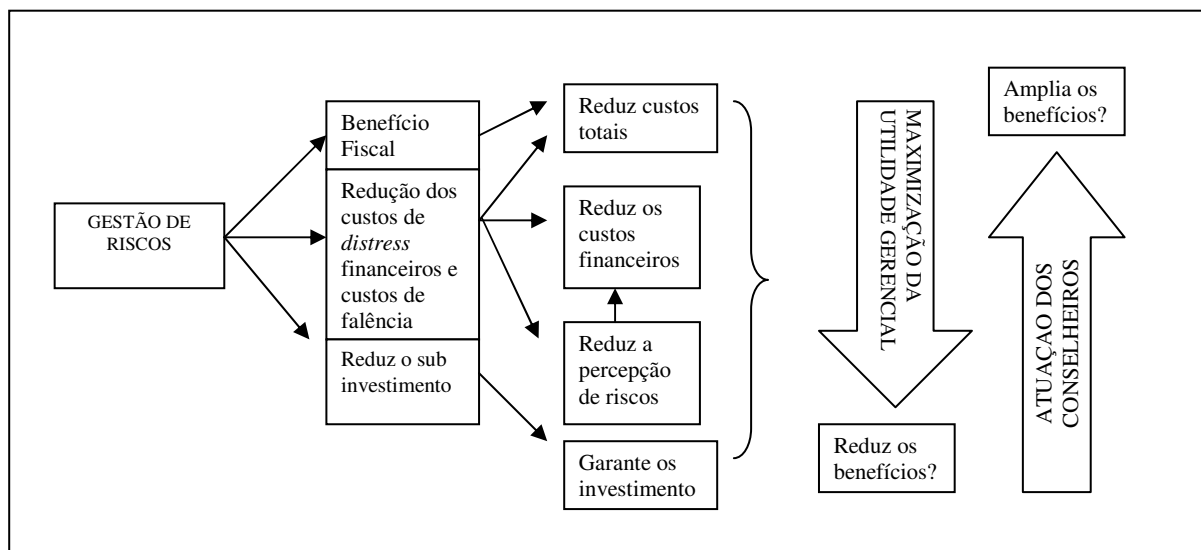 GESTÃO DE
RISCOS
Benefício
Fiscal
Redução dos
custos de
distress
financeiros e
custos de
falência
Reduz o sub
investimento
Reduz custos
totais
Reduz os
custos
financeiros
Reduz a
percepção
de riscos
Garante os
investimento
MAXIMIZAÇÃO DA
UTILIDADE GERENCIAL
Reduz os
benefícios?
Amplia os
benefícios?
ATUAÇAO DOS
CONSELHEIROS